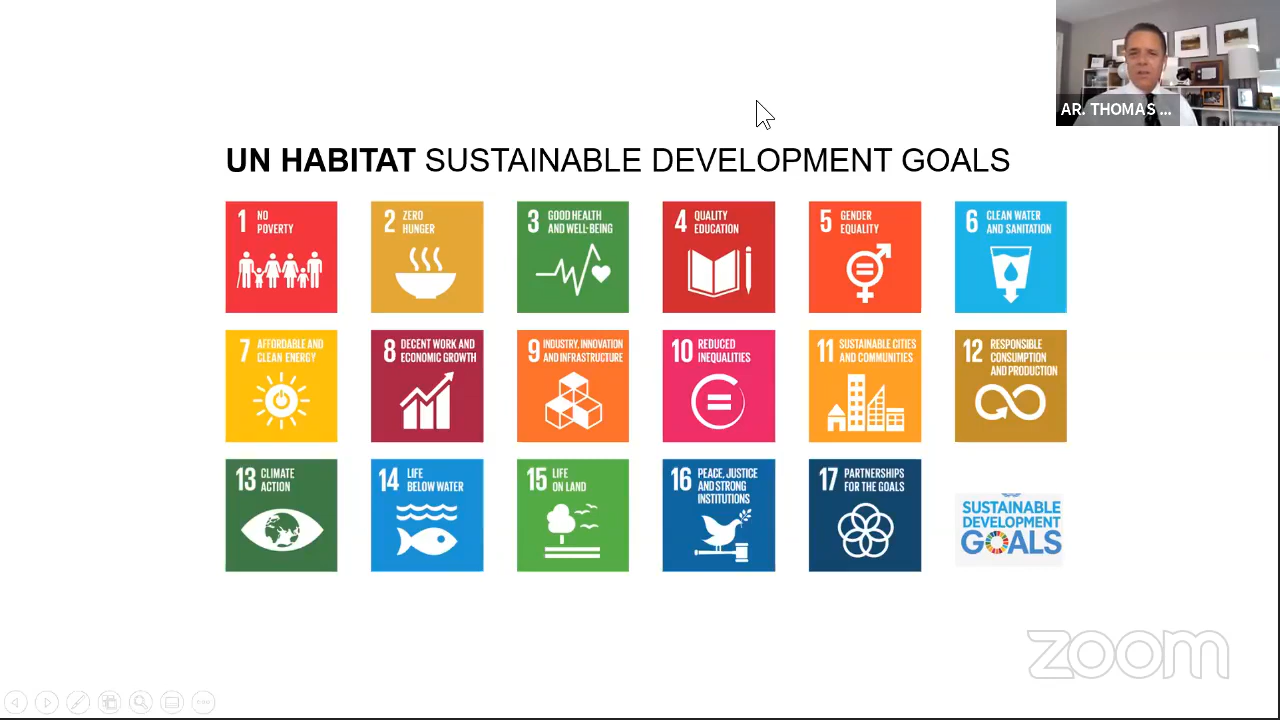 AR. THOMAS ...
UN HABITAT SUSTAINABLE DEVELOPMENT GOALS
1 NO
POVERTY
2 ZERO
HUNGER
3 GOOD HEALTH
AND WELL-BEING
4 QUALITY
EDUCATION
5 GENDER
EQUALITY
6 CLEAN WATER
AND SANITATION
7 AFFORDABLE AND
CLEAN ENERGY
8 DECENT WORK AND
ECONOMIC GROWTH
9 INDUSTRY, INNOVATION
AND INFRASTRUCTURE
10 REDUCED
INEQUALITIES
11 SUSTAINABLE CITIES
AND COMMUNITIES
12 RESPONSIBLE
CONSUMPTION
AND PRODUCTION
13 CLIMATE
ACTION
14 LIFE
BELOW WATER
15 LIFE
ON LAND
16 PEACE, JUSTICE
AND STRONG
INSTITUTIONS
17 PARTNERSHIPS
FOR THE GOALS
SUSTAINABLE
DEVELOPMENT
GOALS
zoom